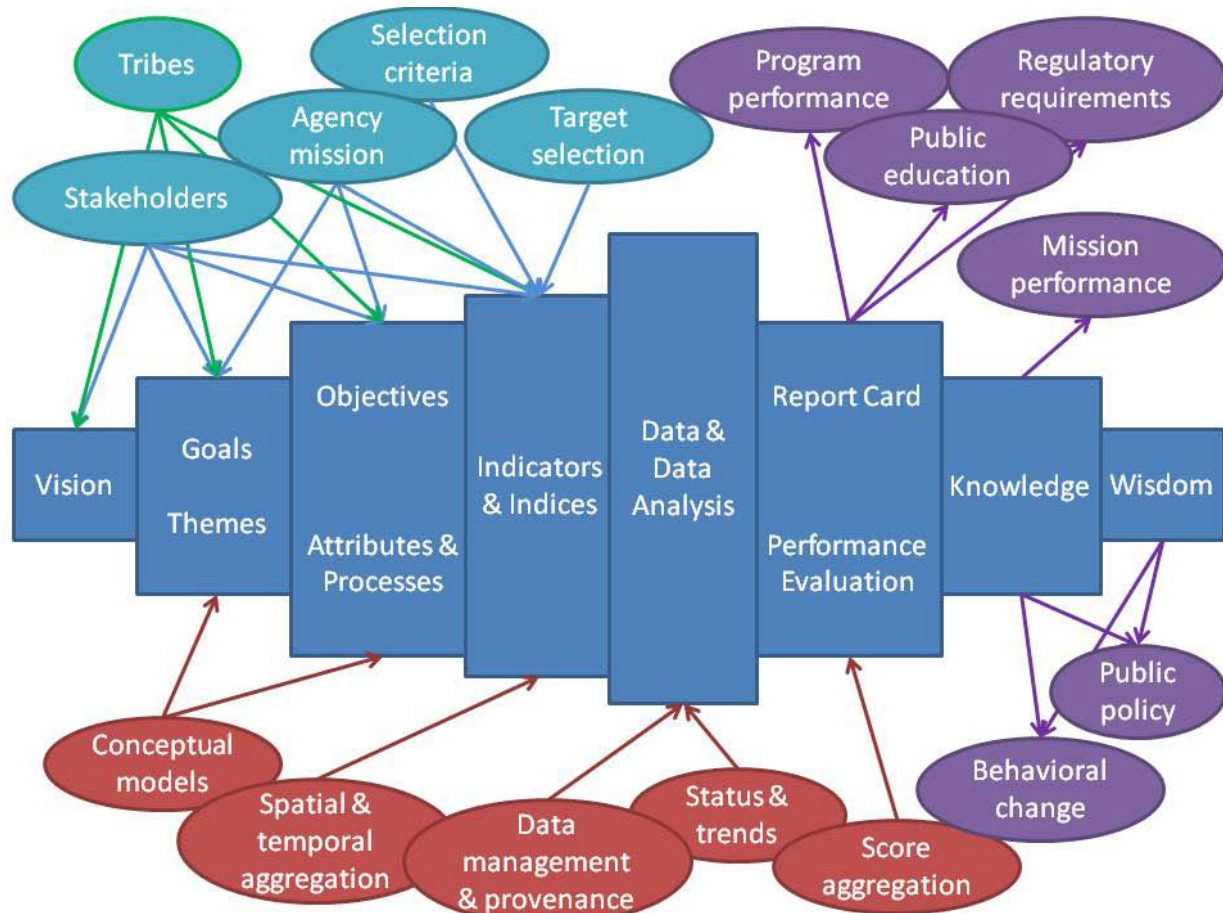 Tribes
Selection
criteria
Agency
mission
Target
selection
Stakeholders
Program
performance
Regulatory
requirements
Public
education
Mission
performance
Vision
Goals
Themes
Objectives
Attributes &
Processes
Indicators
& Indices
Data &
Data
Analysis
Report Card
Performance
Evaluation
Knowledge
Wisdom
Conceptual
models
Spatial &
temporal
aggregation
Data
management
& provenance
Status &
trends
Score
aggregation
Behavioral
change
Public
policy